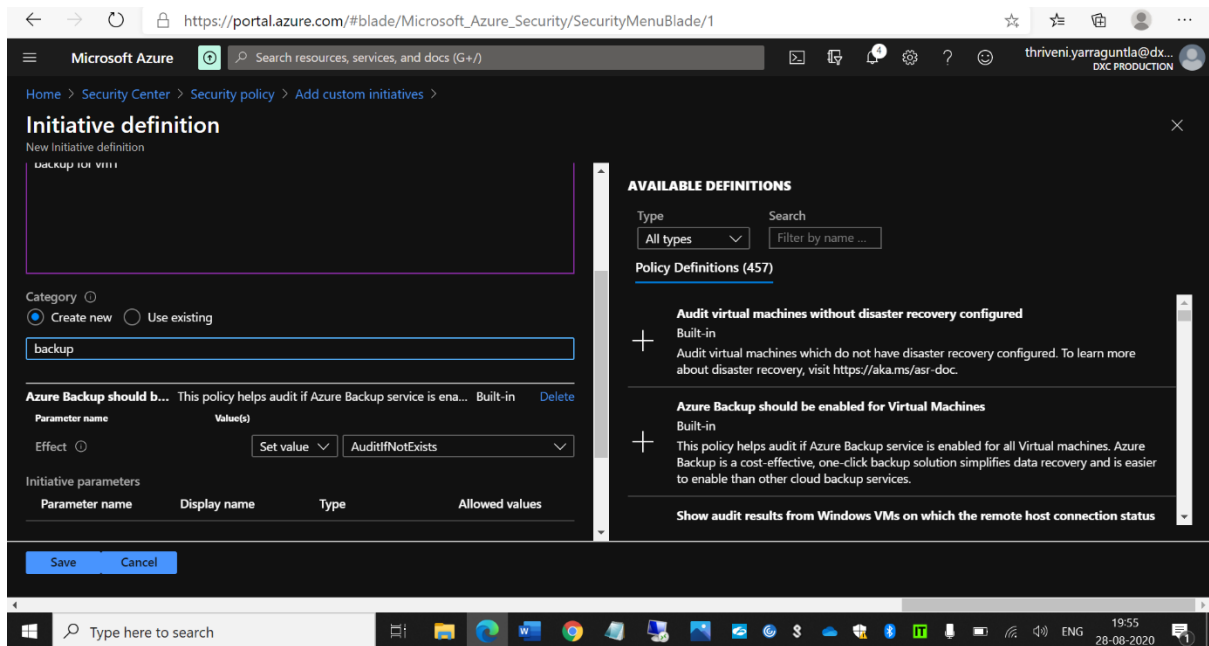 https://portal.azure.com/#blade/Microsoft_Azure_Security/SecurityMenuBlade/1
Microsoft Azure
Search resources, services, and docs (G+/)
4
thriveni.yarraguntla@dx...
DXC PRODUCTION
Home > Security Center > Security policy > Add custom initiatives >
Initiative definition
New Initiative definition
backup for vm1
Category
Create new
Use existing
backup
Azure Backup should b... This policy helps audit if Azure Backup service is ena... Built-in Delete
Parameter name Value(s)
Effect Set value AuditIfNotExists
Initiative parameters
Parameter name Display name Type Allowed values
AVAILABLE DEFINITIONS
Type Search
All types Filter by name ...
Policy Definitions (457)
Audit virtual machines without disaster recovery configured
Built-in
Audit virtual machines which do not have disaster recovery configured. To learn more
about disaster recovery, visit https://aka.ms/asr-doc.
Azure Backup should be enabled for Virtual Machines
Built-in
This policy helps audit if Azure Backup service is enabled for all Virtual machines. Azure
Backup is a cost-effective, one-click backup solution simplifies data recovery and is easier
to enable than other cloud backup services.
Show audit results from Windows VMs on which the remote host connection status
Save Cancel
Type here to search
ENG
19:55
28-08-2020
1